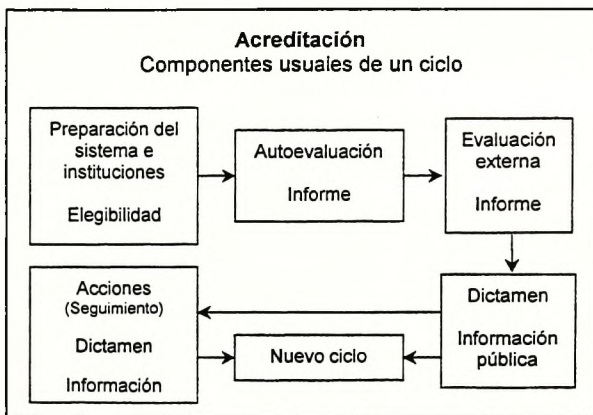 Acreditación
Componentes usuales de un ciclo
Preparación del
sistema e
instituciones
Elegibilidad
Autoevaluación
Informe
Evaluación
externa
Informe
Dictamen
Información
pública
Acciones
(Seguimiento)
Dictamen
Información
Nuevo ciclo